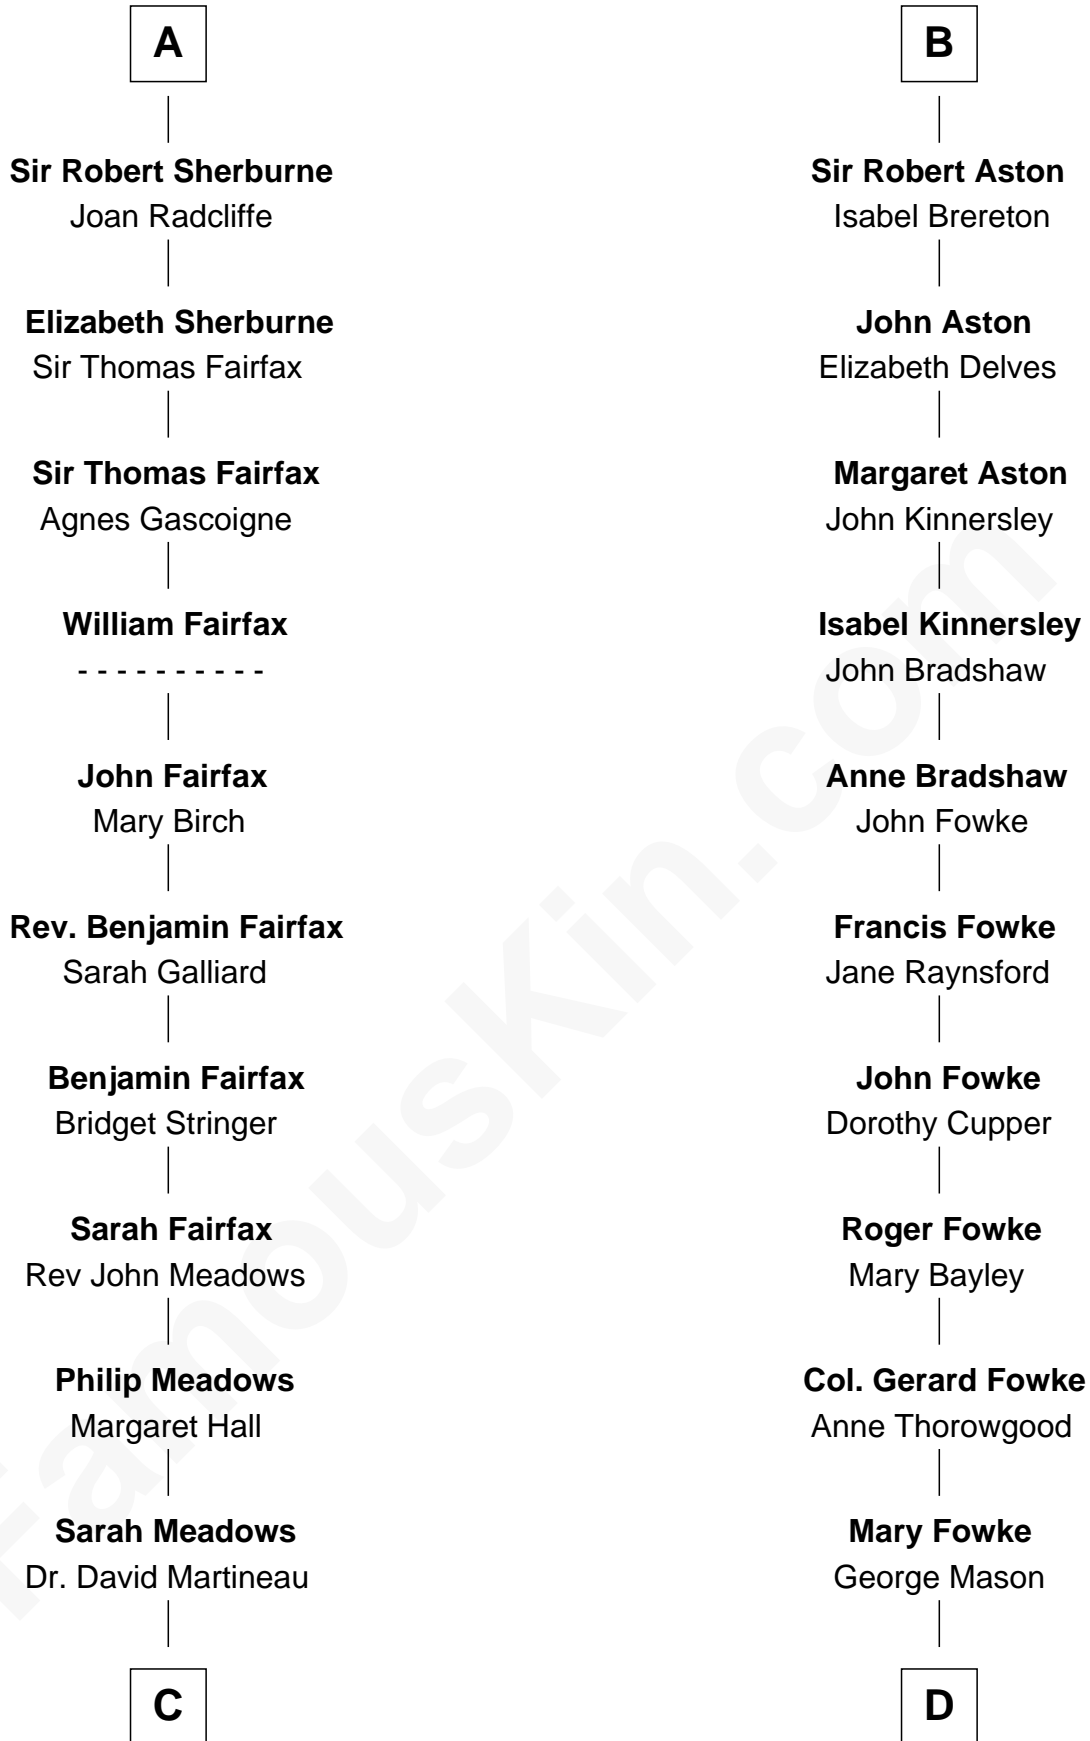 A
Sir Robert Sherburne
Joan Radcliffe
Elizabeth Sherburne
Sir Thomas Fairfax
Sir Thomas Fairfax
Agnes Gascoigne
William Fairfax
- - - - - - - - - -
John Fairfax
Mary Birch
Rev. Benjamin Fairfax
Sarah Galliard
Benjamin Fairfax
Bridget Stringer
Sarah Fairfax
Rev John Meadows
Philip Meadows
Margaret Hall
Sarah Meadows
Dr. David Martineau
C
B
Sir Robert Aston
Isabel Brereton
John Aston
Elizabeth Delves
Margaret Aston
John Kinnersley
Isabel Kinnersley
John Bradshaw
Anne Bradshaw
John Fowke
Francis Fowke
Jane Raynsford
John Fowke
Dorothy Cupper
Roger Fowke
Mary Bayley
Col. Gerard Fowke
Anne Thorowgood
Mary Fowke
George Mason
D
FamousKin.com